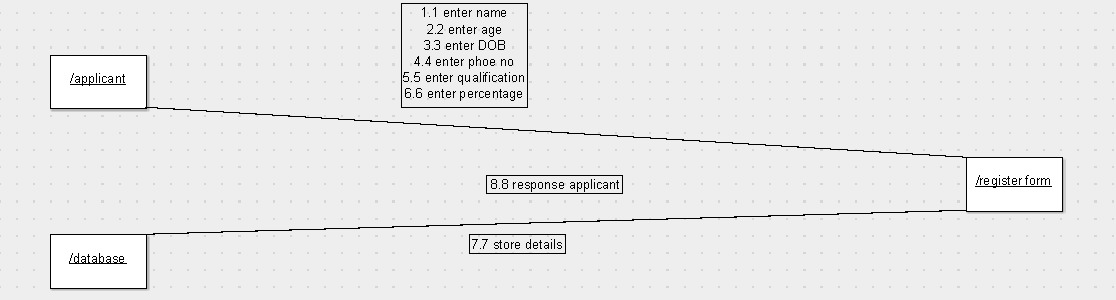 1.1 enter name
2.2 enter age
3.3 enter DOB
4.4 enter phoe no
5.5 enter qualification
6.6 enter percentage
/applicant
8.8 response applicant
/register form
7.7 store details
/database